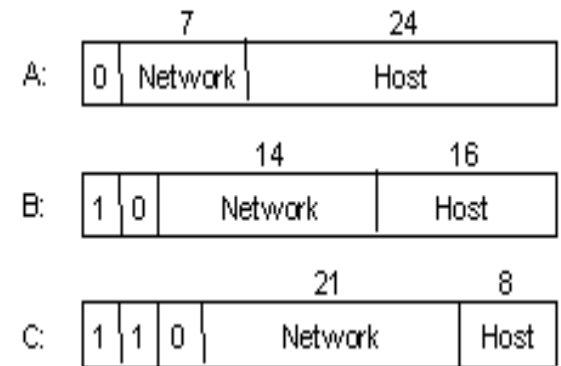 7 24
A: 0 Network Host
14 16
B: 1 0 Network Host
21 8
C: 1 1 0 Network Host